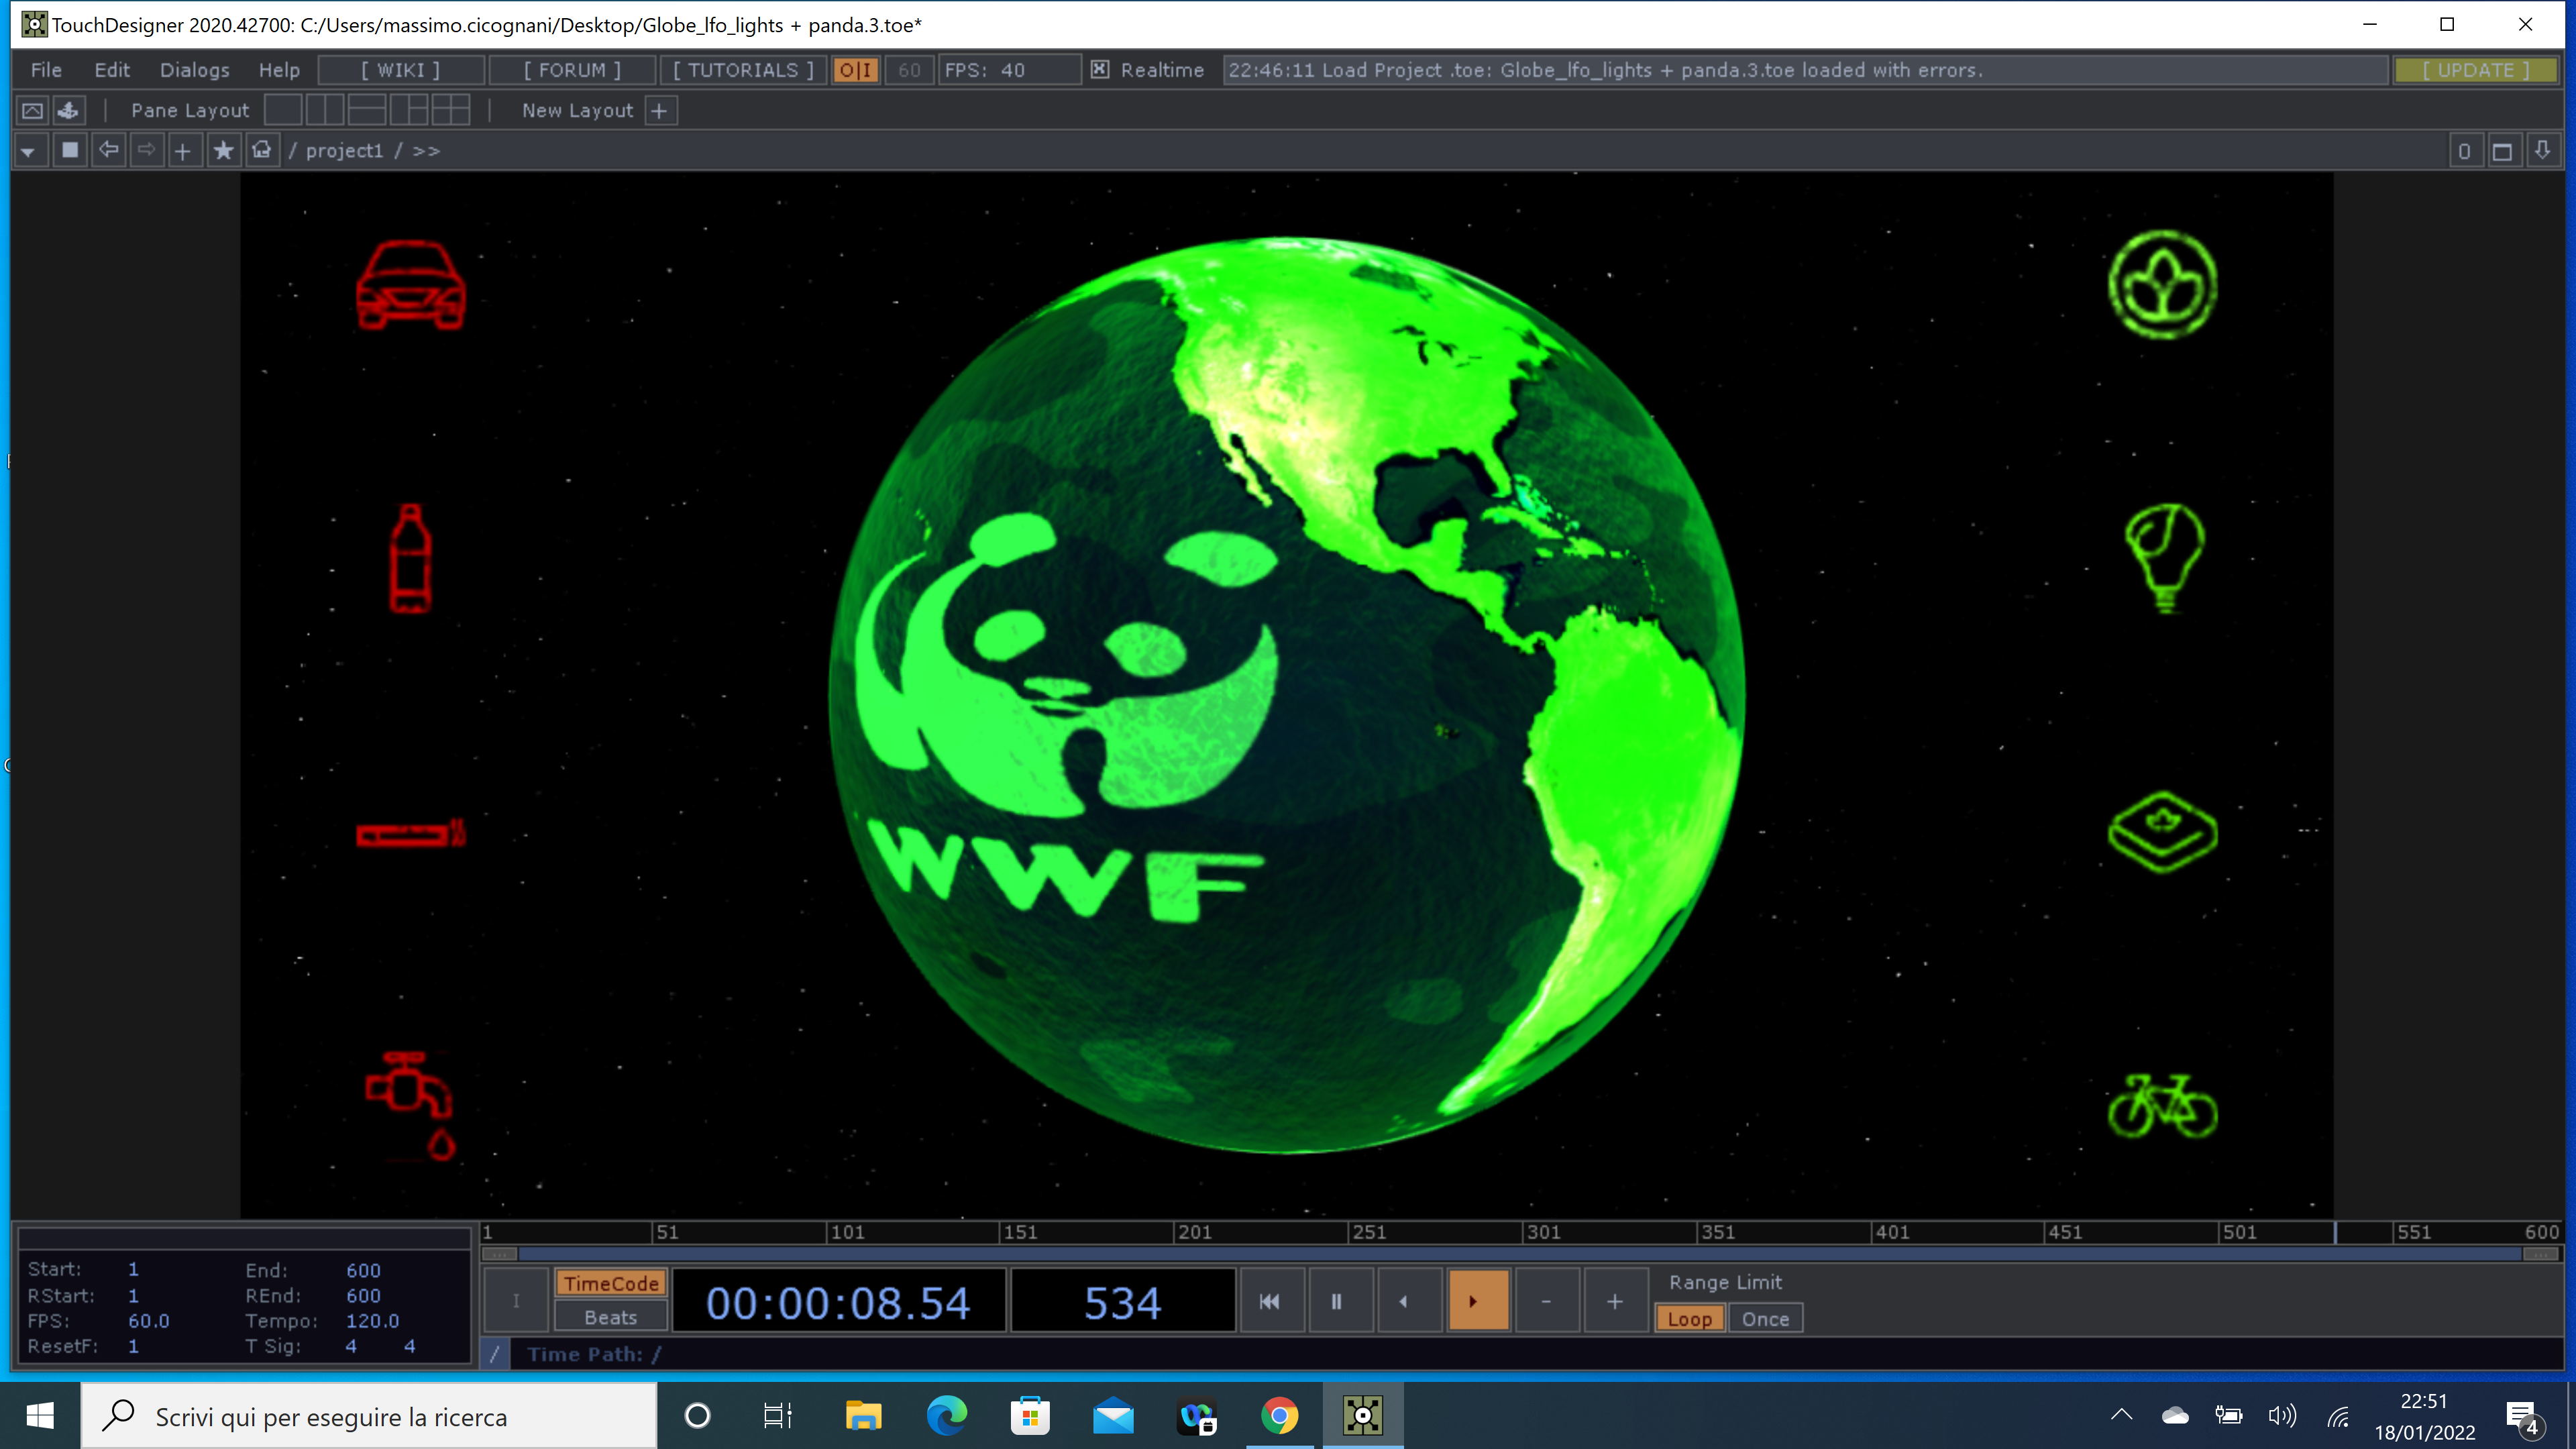 TouchDesigner 2020.42700: C:/Users/massimo.cicognani/Desktop/Globe_lfo_lights + panda.3.toe*
File Edit Dialogs Help [ WIKI ] [ FORUM ] [ TUTORIALS ] O|I 60 FPS: 40 Realtime 22:46:11 Load Project .toe: Globe_lfo_lights + panda.3.toe loaded with errors. [ UPDATE ]
Pane Layout New Layout +
/ project1 / >> 0
WWF
1 51 101 151 201 251 301 351 401 451 501 551 600
Start: 1 End: 600
RStart: 1 REnd: 600
FPS: 60.0 Tempo: 120.0
ResetF: 1 T Sig: 4 4
I TimeCode 00:00:08.54 534 - + Range Limit
Beats Loop Once
/ Time Path: /
Scrivi qui per eseguire la ricerca
22:51
18/01/2022
4